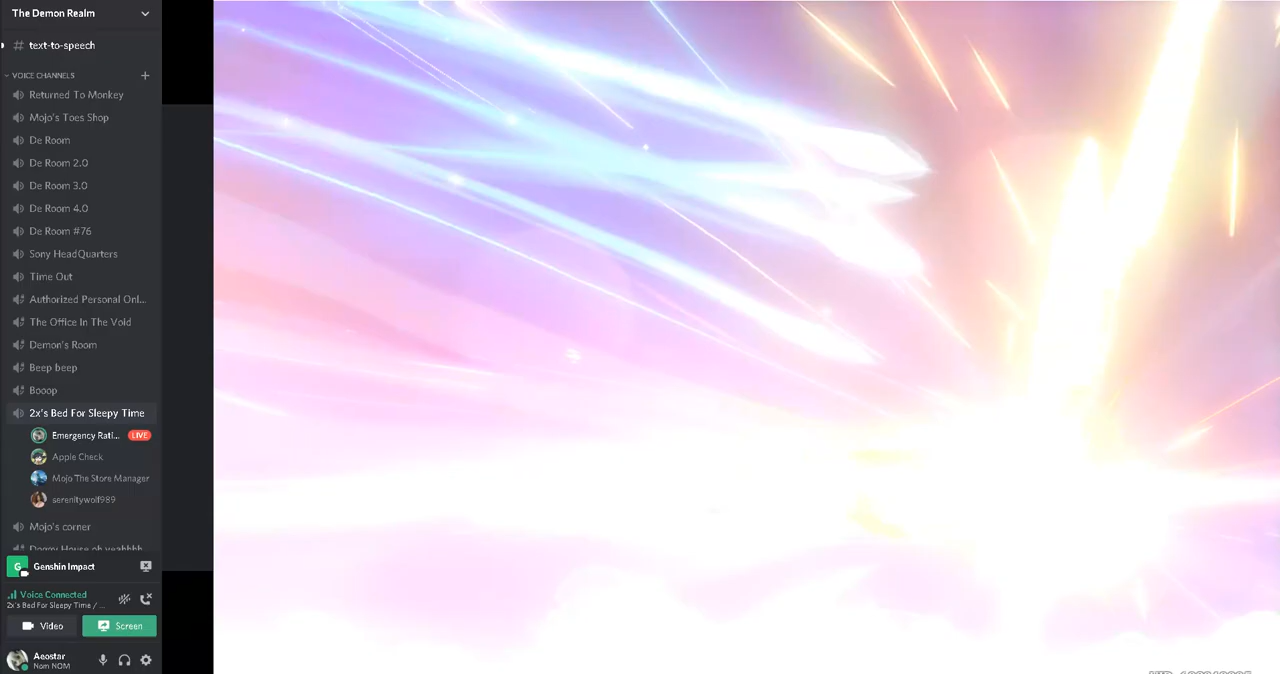 The Demon Realm
# text-to-speech
VOICE CHANNELS
Returned To Monkey
Mojo's Toes Shop
De Room
De Room 2.0
De Room 3.0
De Room 4.0
De Room #76
Sony HeadQuarters
Time Out
Authorized Personal Onl...
The Office In The Void
Demon's Room
Beep beep
Booop
2x's Bed For Sleepy Time
Emergency Rati... LIVE
Apple Check
Mojo The Store Manager
serenitywolf989
Mojo's corner
Doggy House oh yeahhhh
G Genshin Impact
Voice Connected
2x's Bed For Sleepy Time / ...
Video Screen
Aeostar
Nom NOM